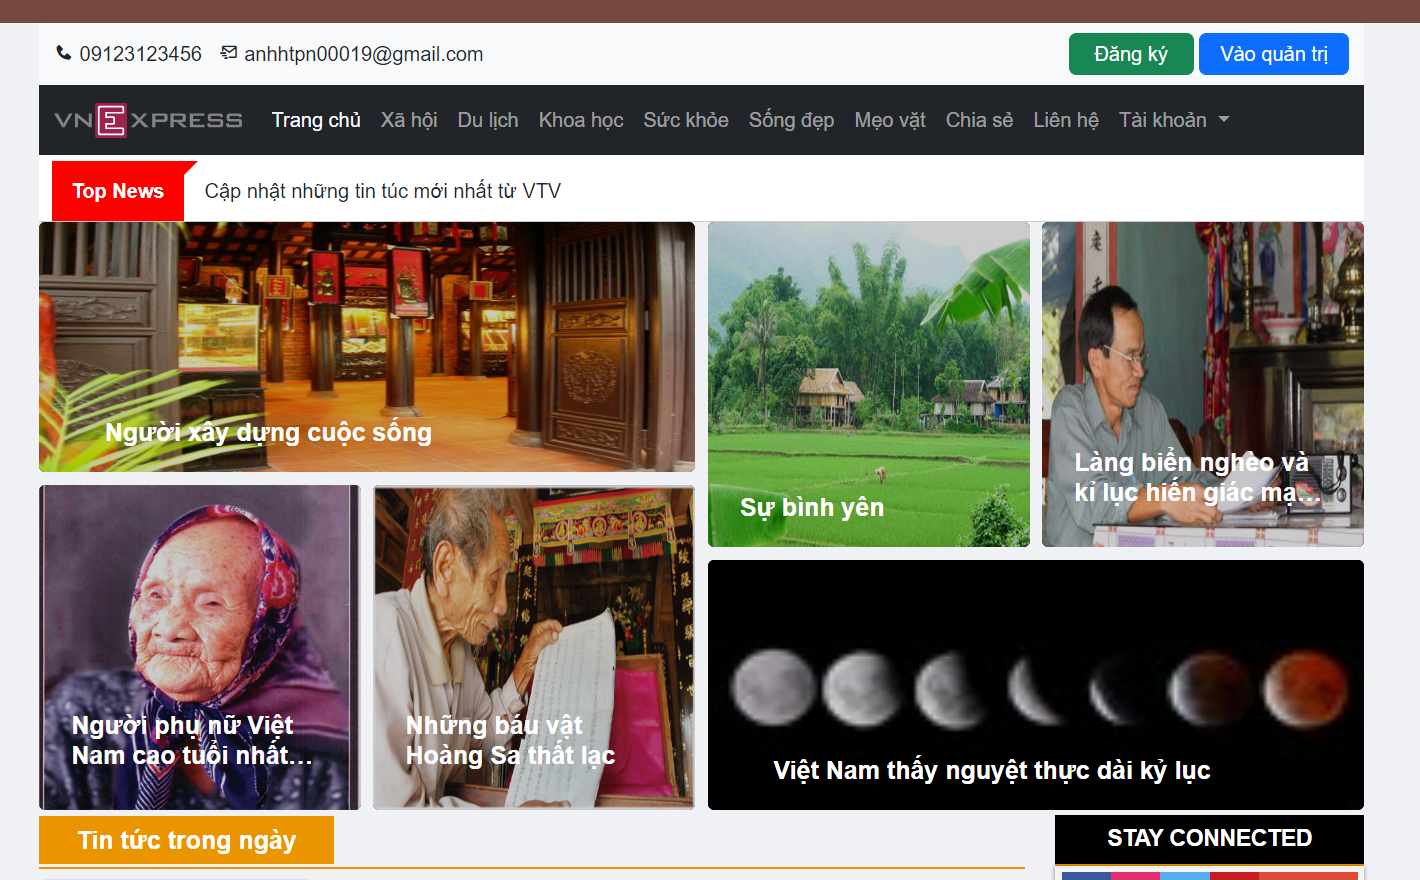 09123123456 anhhtpn00019@gmail.com Đăng ký Vào quản trị
VNEXPRESS Trang chủ Xã hội Du lịch Khoa học Sức khỏe Sống đẹp Mẹo vặt Chia sẻ Liên hệ Tài khoản
Top News Cập nhật những tin túc mới nhất từ VTV
Người xây dựng cuộc sống
Sự bình yên
Làng biển nghèo và
kỉ lục hiến giác mạ...
Người phụ nữ Việt
Nam cao tuổi nhất...
Những báu vật
Hoàng Sa thất lạc
Việt Nam thấy nguyệt thực dài kỷ lục
Tin tức trong ngày
STAY CONNECTED